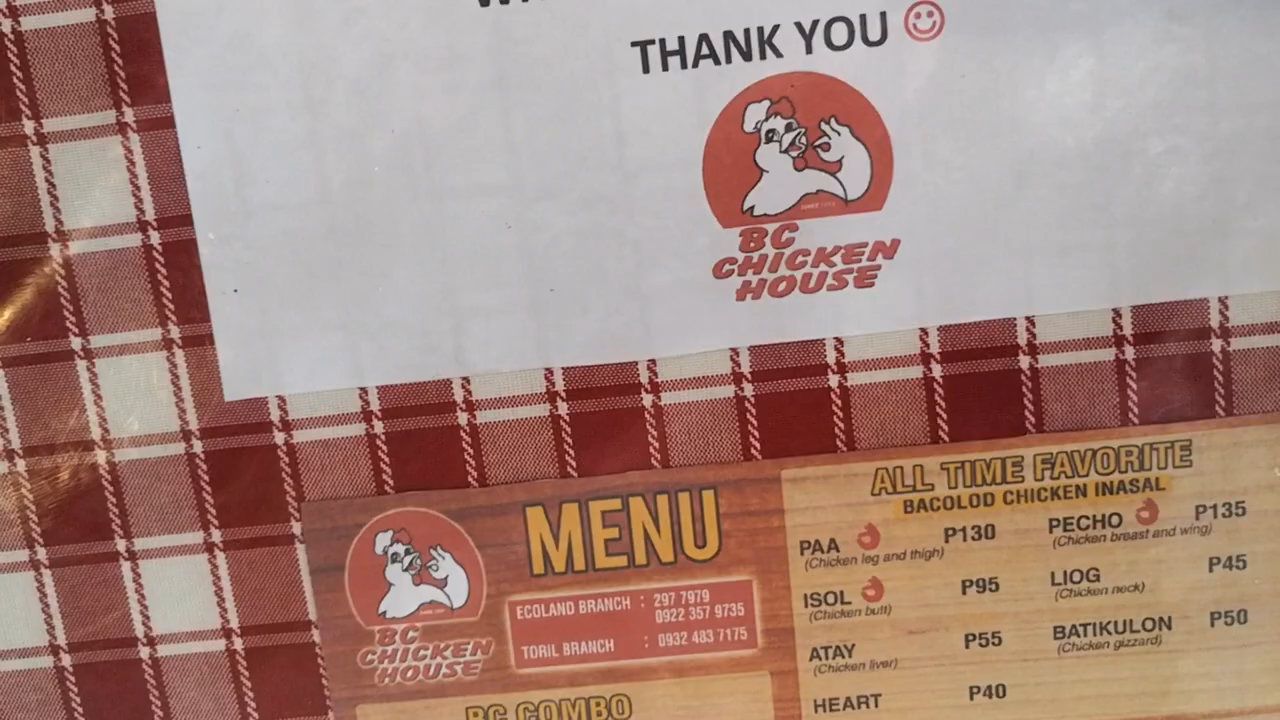 THANK YOU
BC
CHICKEN
HOUSE
MENU
BC
CHICKEN
HOUSE
ECOLAND BRANCH : 297 7979
0922 357 9735
TORIL BRANCH : 0932 483 7175
BC COMBO
ALL TIME FAVORITE
BACOLOD CHICKEN INASAL
PAA P130
(Chicken leg and thigh)
ISOL P95
(Chicken butt)
ATAY P55
(Chicken liver)
HEART P40
PECHO P135
(Chicken breast and wing)
LIOG P45
(Chicken neck)
BATIKULON P50
(Chicken gizzard)